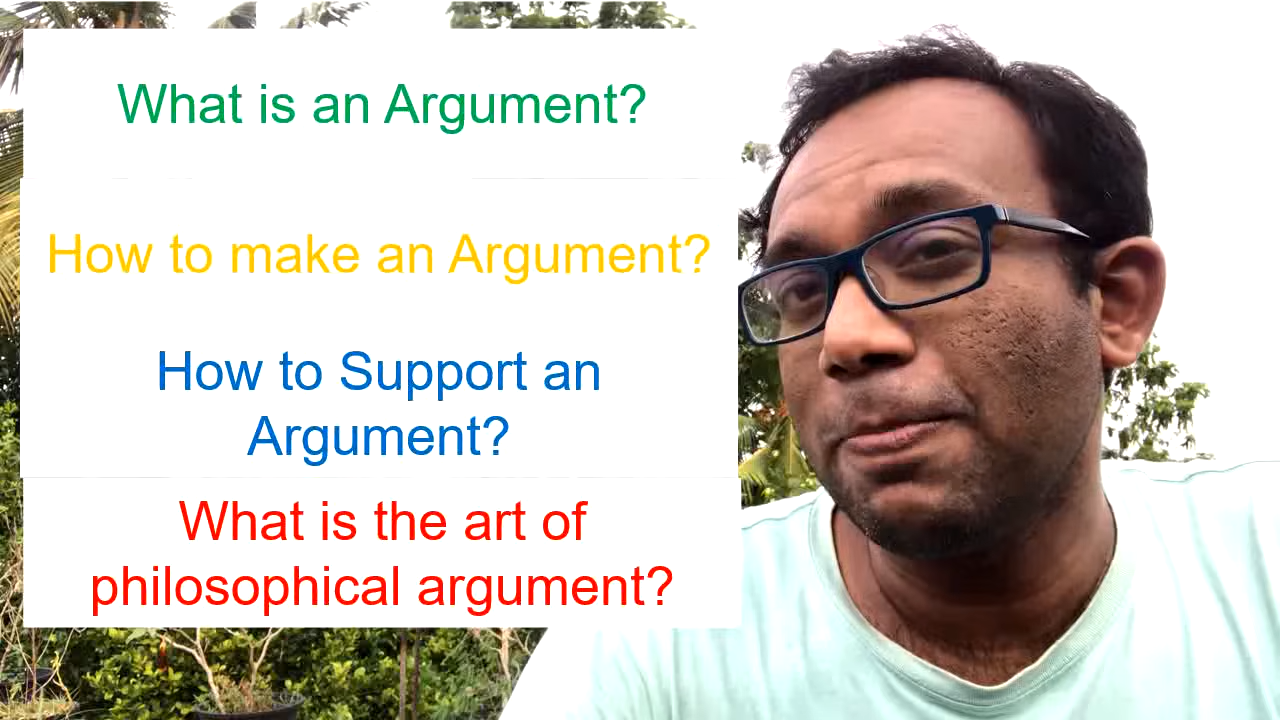 What is an Argument?
How to make an Argument?
How to Support an
Argument?
What is the art of
philosophical argument?